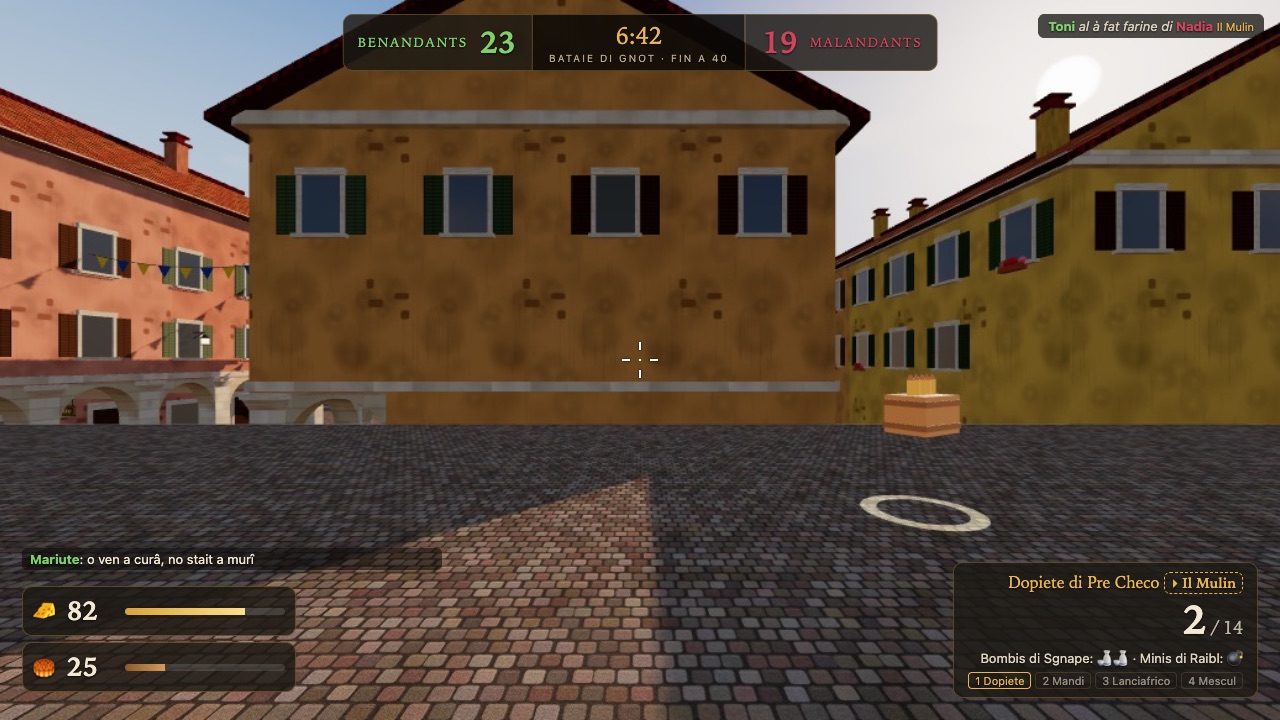 BENANDANTS 23
6:42
BATAIE DI GNOT · FIN A 40
19 MALANDANTS
Toni al à fat farine di Nadia Il Mulin
Mariute: o ven a curâ, no stait a murî
82
25
Dopiete di Pre Checo ‣ Il Mulin
2 / 14
Bombis di Sgnape: · Minis di Raibl:
1 Dopiete 2 Mandi 3 Lanciafrico 4 Mescul